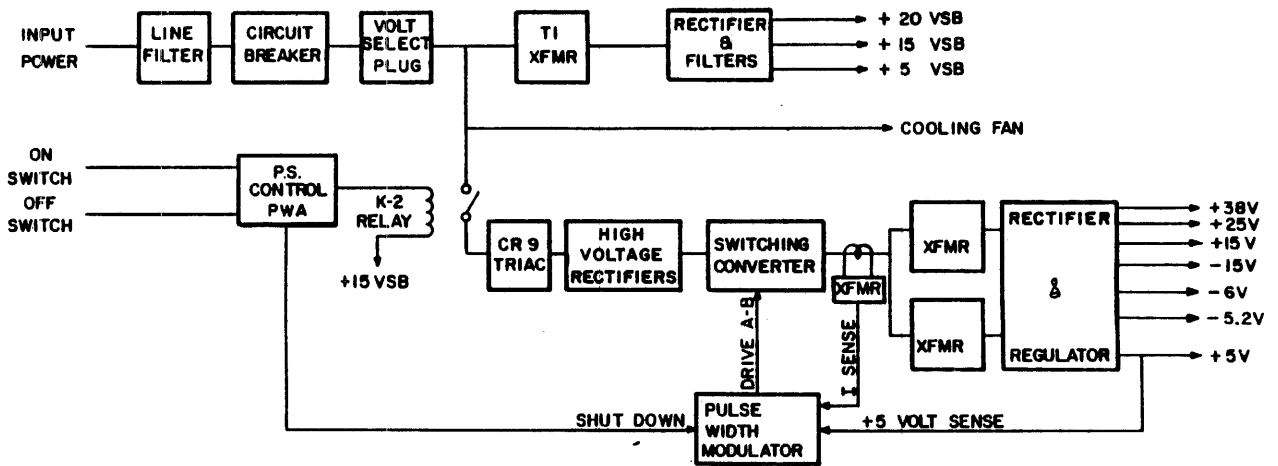 INPUT
POWER
LINE
FILTER
CIRCUIT
BREAKER
VOLT
SELECT
PLUG
T1
XFMR
RECTIFIER
&
FILTERS
+ 20 VSB
+ 15 VSB
+ 5 VSB
COOLING FAN
ON
SWITCH
OFF
SWITCH
P.S.
CONTROL
PWA
K-2
RELAY
+15VSB
CR 9
TRIAC
HIGH
VOLTAGE
RECTIFIERS
SWITCHING
CONVERTER
XFMR
XFMR
XFMR
RECTIFIER
&
REGULATOR
+38V
+25V
+15V
-15V
-6V
-5.2V
+5V
DRIVE A-B
I SENSE
SHUT DOWN
PULSE
WIDTH
MODULATOR
+5 VOLT SENSE